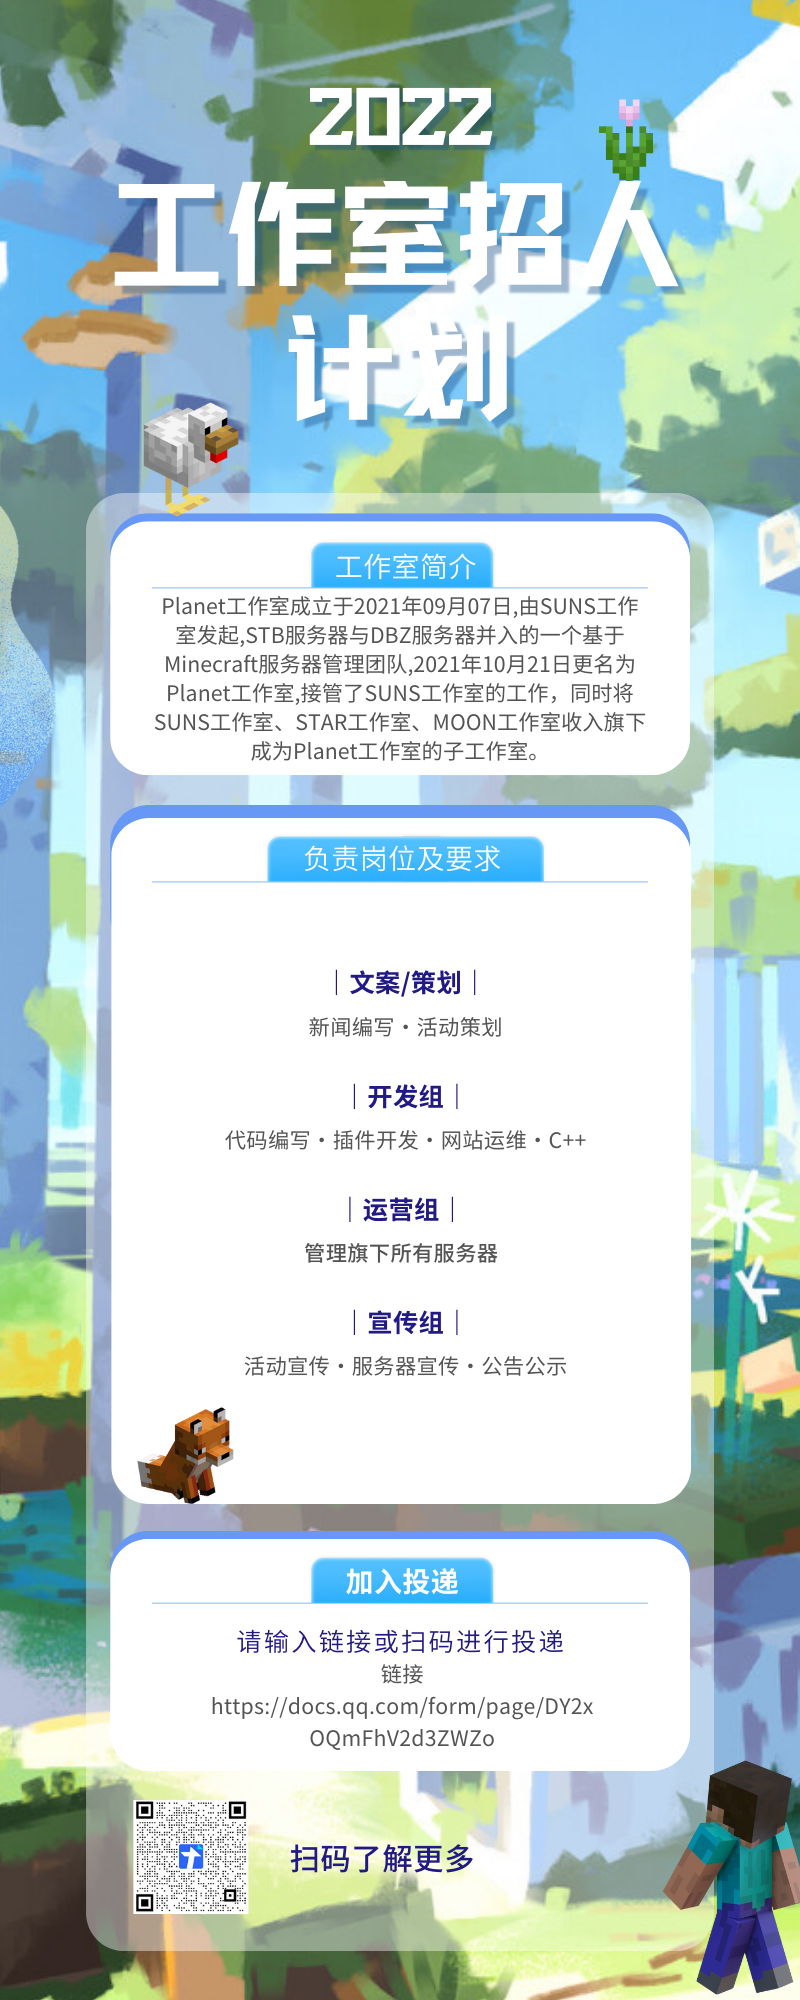 2022
工作室招人
计划
工作室简介
Planet工作室成立于2021年09月07日,由SUNS工作
室发起,STB服务器与DBZ服务器并入的一个基于
Minecraft服务器管理团队,2021年10月21日更名为
Planet工作室,接管了SUNS工作室的工作，同时将
SUNS工作室、STAR工作室、MOON工作室收入旗下
成为Planet工作室的子工作室。
负责岗位及要求
｜文案/策划｜
新闻编写・活动策划
｜开发组｜
代码编写・插件开发・网站运维・C++
｜运营组｜
管理旗下所有服务器
｜宣传组｜
活动宣传・服务器宣传・公告公示
加入投递
请输入链接或扫码进行投递
链接
https://docs.qq.com/form/page/DY2x
OQmFhV2d3ZWZo
扫码了解更多